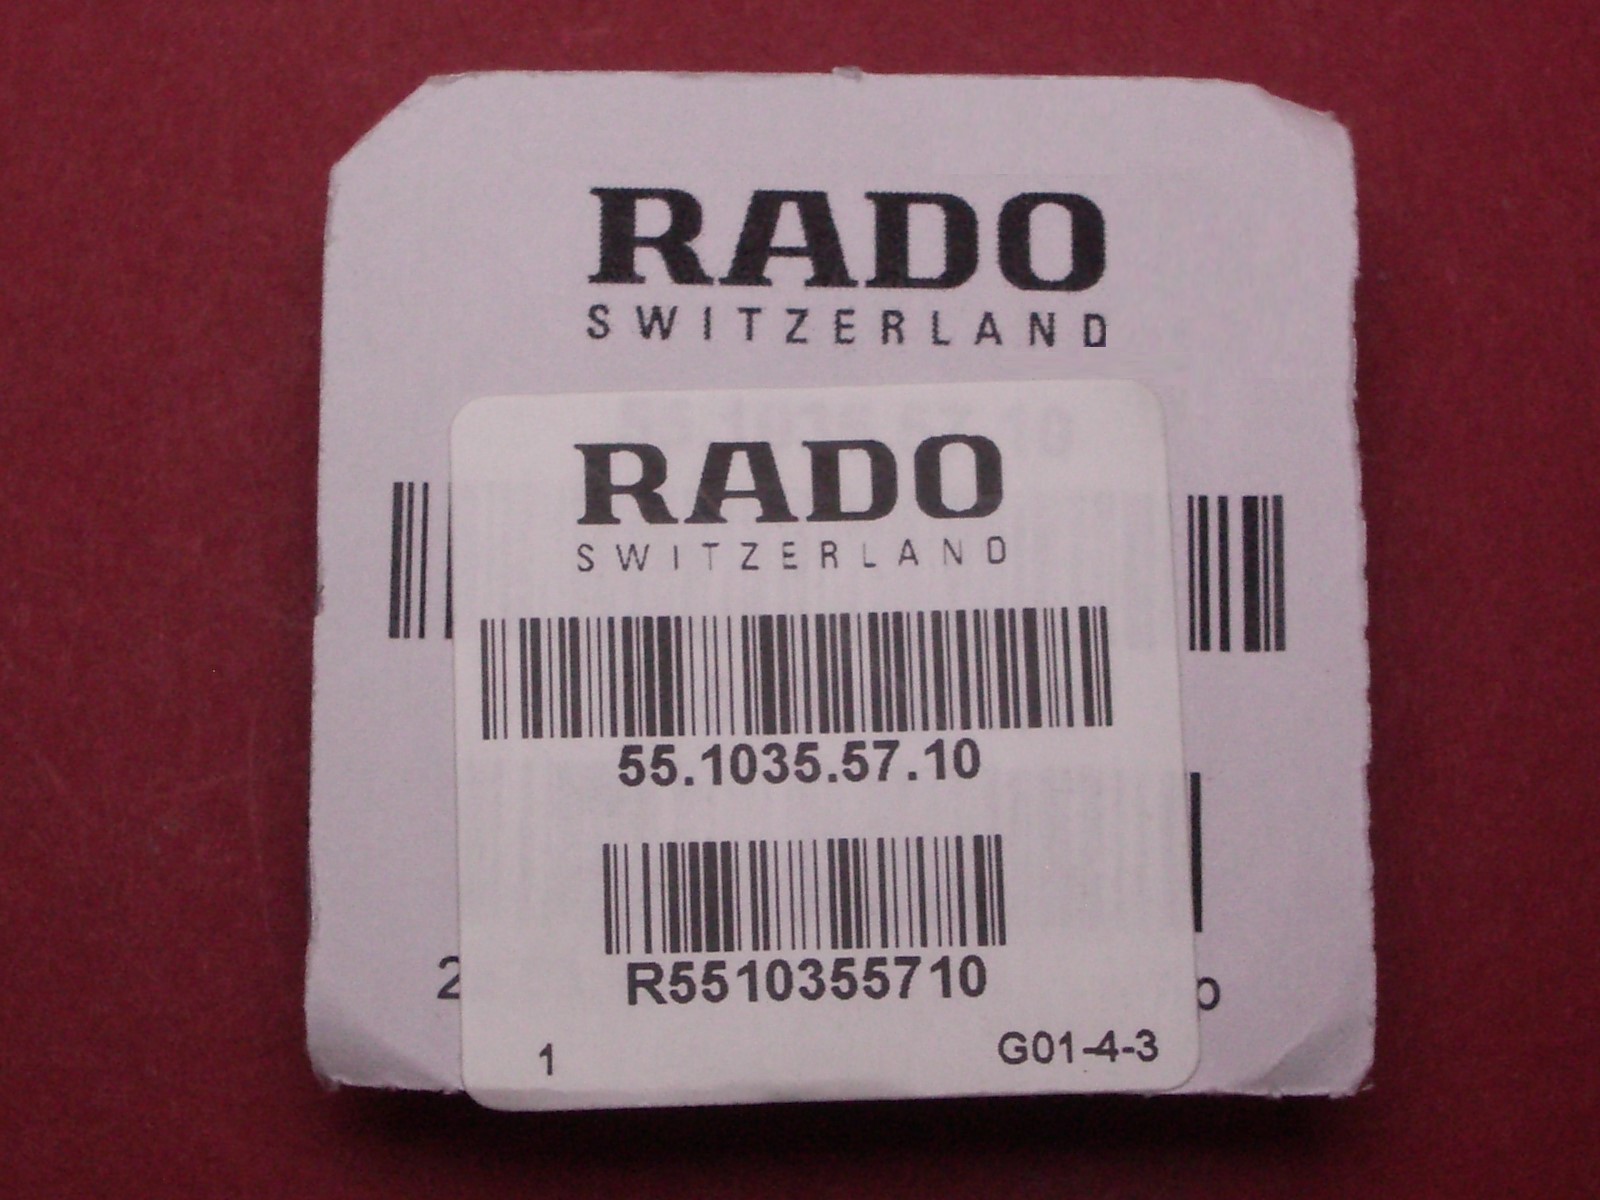 RADO
SWITZERLAND
RADO
SWITZERLAND
55.1035.57.10
R5510355710
1
G01-4-3